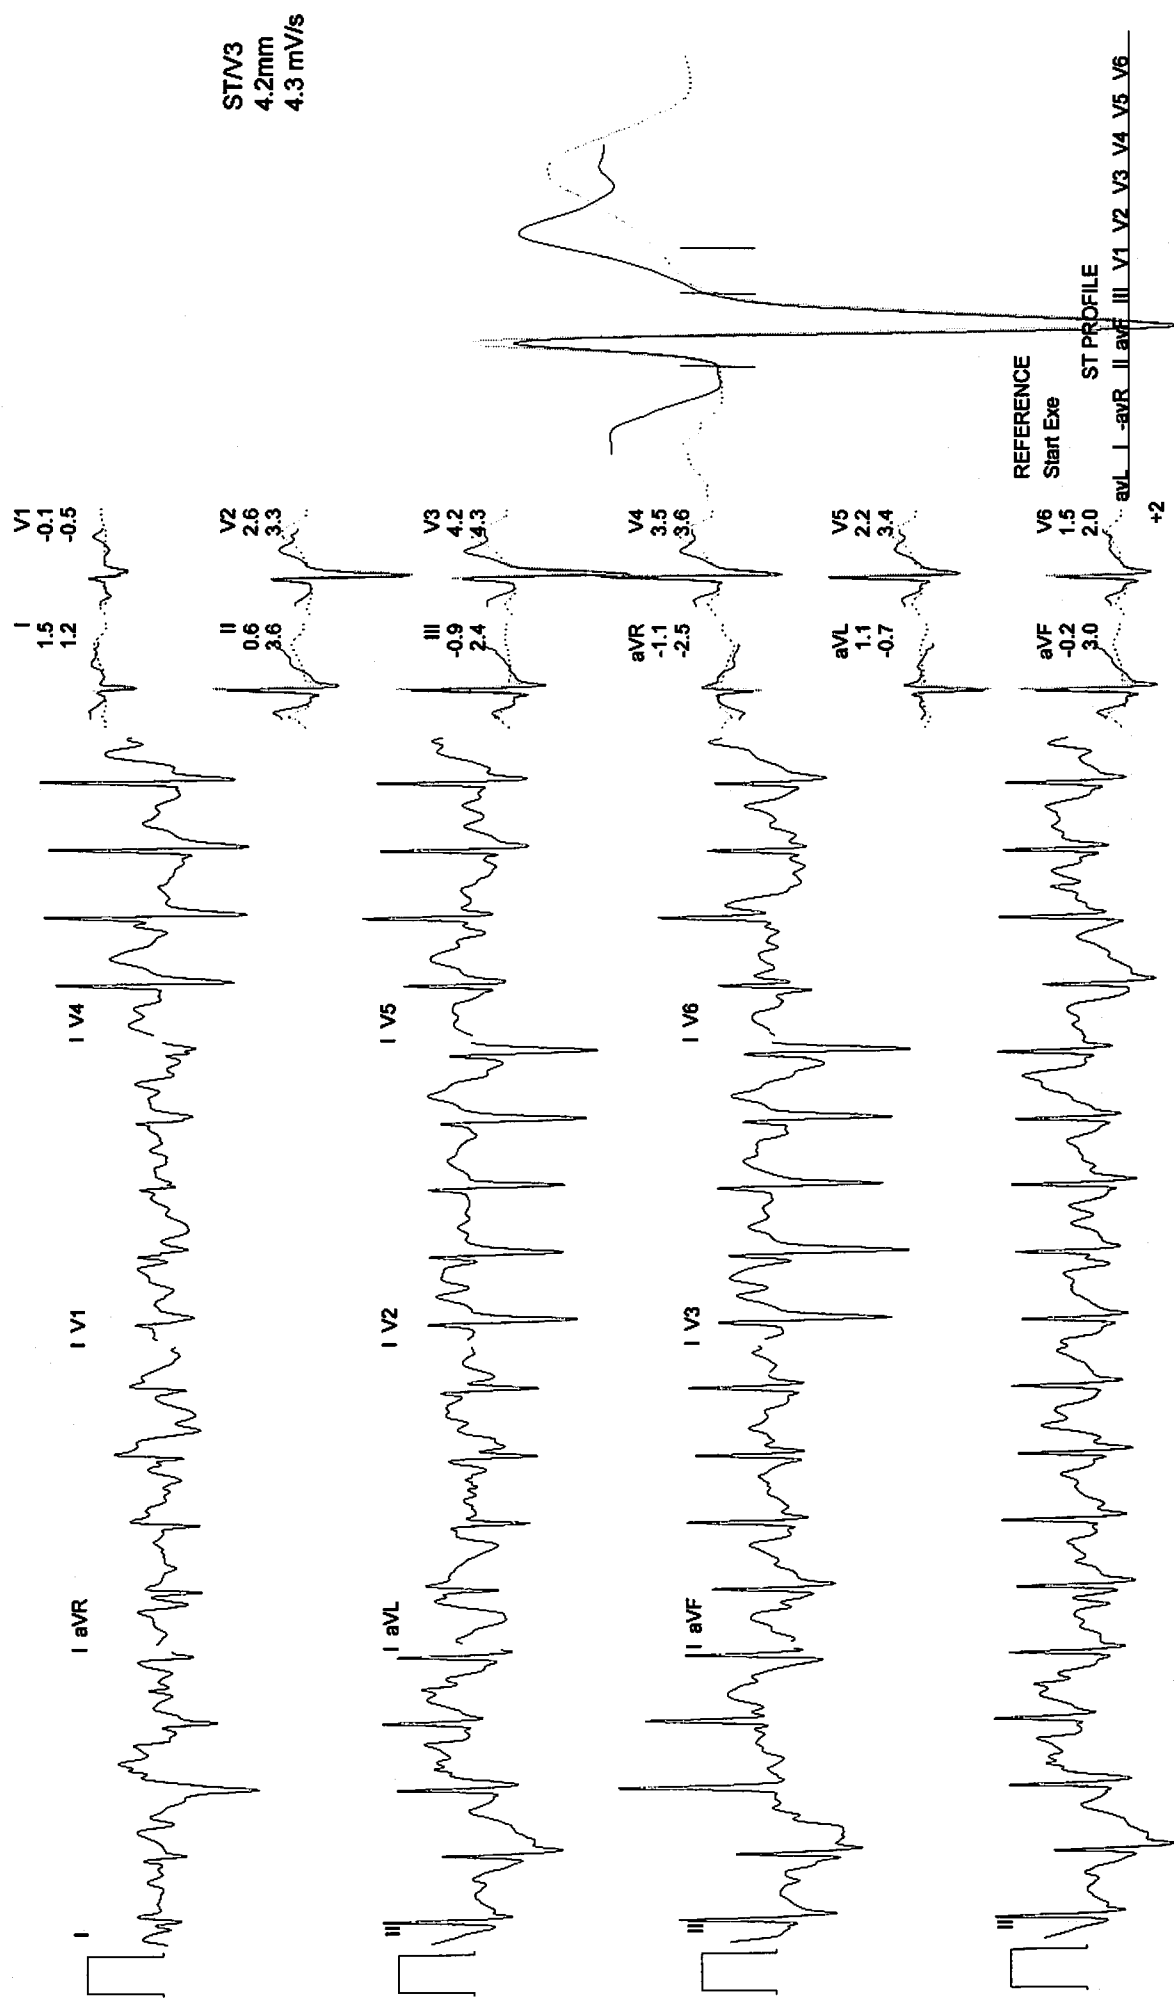 I
II
III
II
I aVR
I aVL
I aVF
I V1
I V2
I V3
I V4
I V5
I V6
I
1.5
1.2
II
0.6
3.6
III
-0.9
2.4
aVR
-1.1
-2.5
aVL
1.1
-0.7
aVF
-0.2
3.0
V1
-0.1
-0.5
V2
2.6
3.3
V3
4.2
4.3
V4
3.5
3.6
V5
2.2
3.4
V6
1.5
2.0
ST/V3
4.2mm
4.3 mV/s
REFERENCE
Start Exe
ST PROFILE
avL I -avR II avF III V1 V2 V3 V4 V5 V6
+2